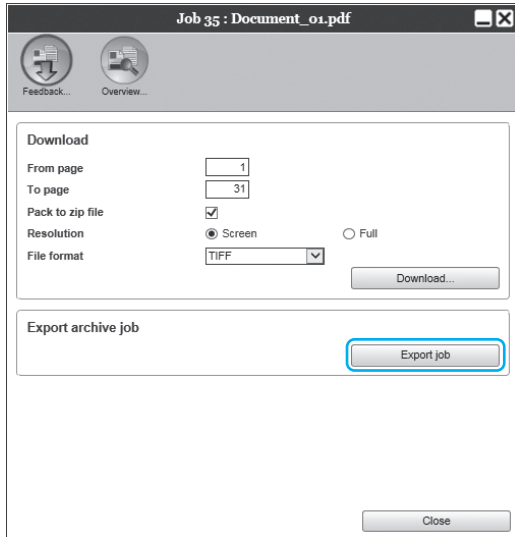 Job 35 : Document_01.pdf
Feedback... Overview...
Download
From page 1
To page 31
Pack to zip file
Resolution Screen Full
File format TIFF
Download...
Export archive job
Export job
Close